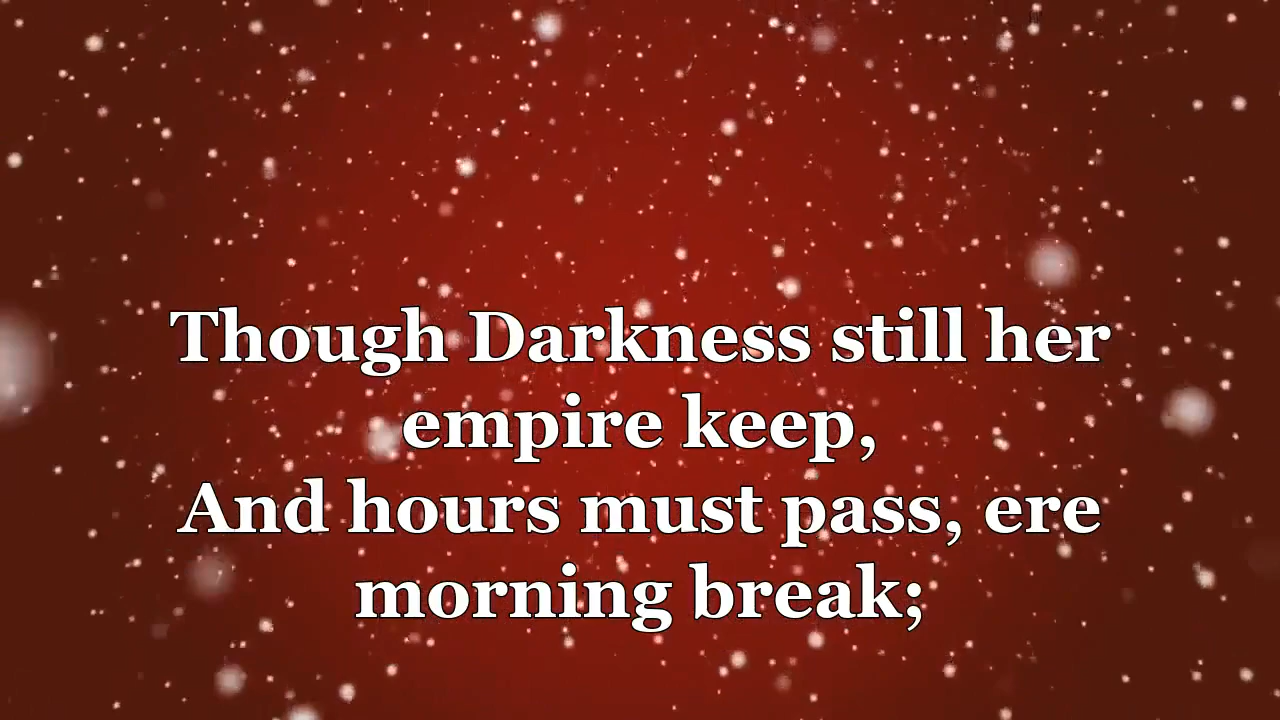 Though Darkness still her
empire keep,
And hours must pass, ere
morning break;